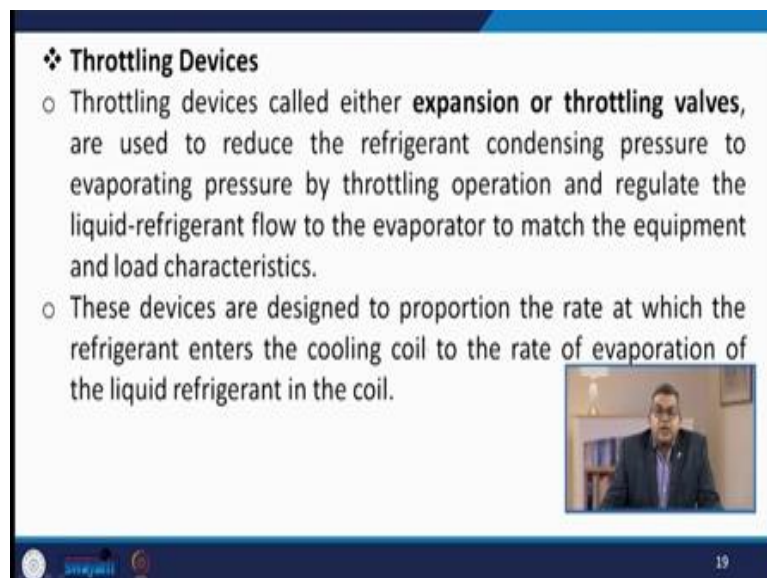 ❖ Throttling Devices
o Throttling devices called either expansion or throttling valves,
are used to reduce the refrigerant condensing pressure to
evaporating pressure by throttling operation and regulate the
liquid-refrigerant flow to the evaporator to match the equipment
and load characteristics.
o These devices are designed to proportion the rate at which the
refrigerant enters the cooling coil to the rate of evaporation of
the liquid refrigerant in the coil.
swayam
19